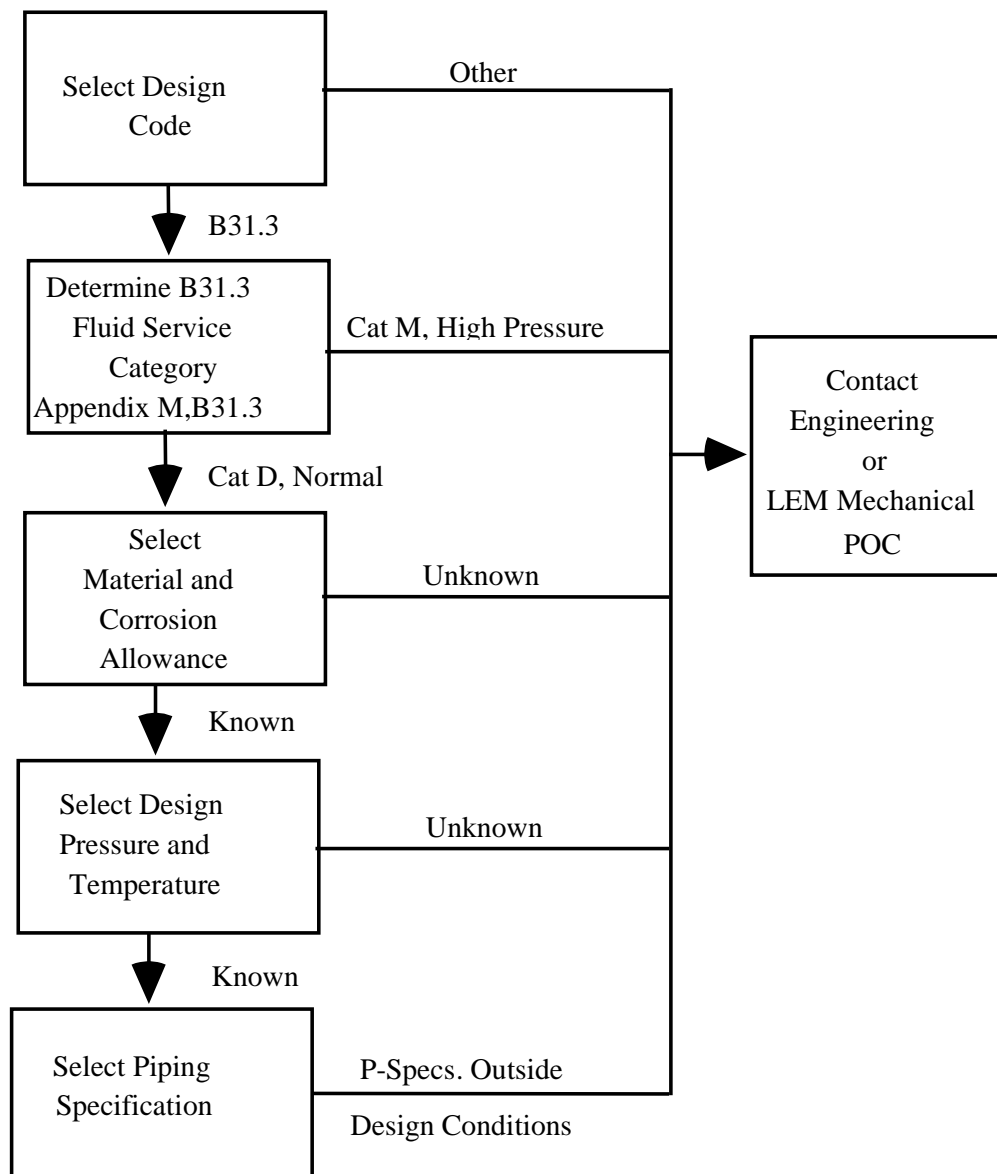 Select Design
Code
Other
B31.3
Determine B31.3
Fluid Service
Category
Appendix M,B31.3
Cat M, High Pressure
Contact
Engineering
or
LEM Mechanical
POC
Cat D, Normal
Select
Material and
Corrosion
Allowance
Unknown
Known
Select Design
Pressure and
Temperature
Unknown
Known
Select Piping
Specification
P-Specs. Outside
Design Conditions